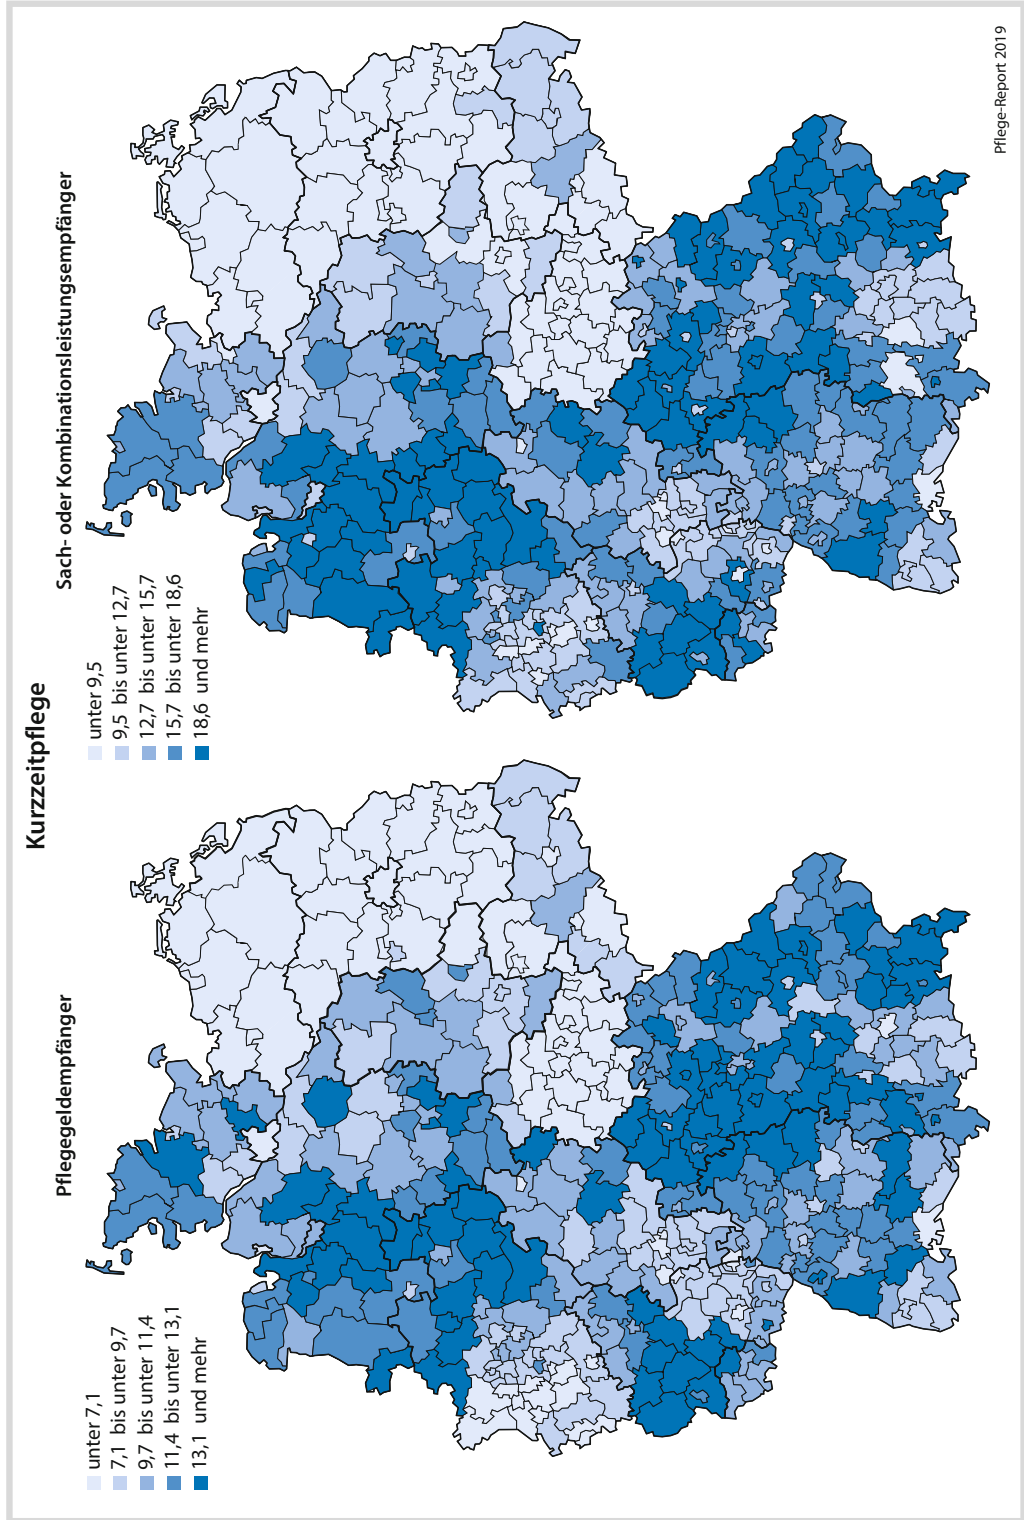 Kurzzeitpflege
Pflegegeldempfänger
unter 7,1
7,1 bis unter 9,7
9,7 bis unter 11,4
11,4 bis unter 13,1
13,1 und mehr
Sach- oder Kombinationsleistungsempfänger
unter 9,5
9,5 bis unter 12,7
12,7 bis unter 15,7
15,7 bis unter 18,6
18,6 und mehr
Pflege-Report 2019